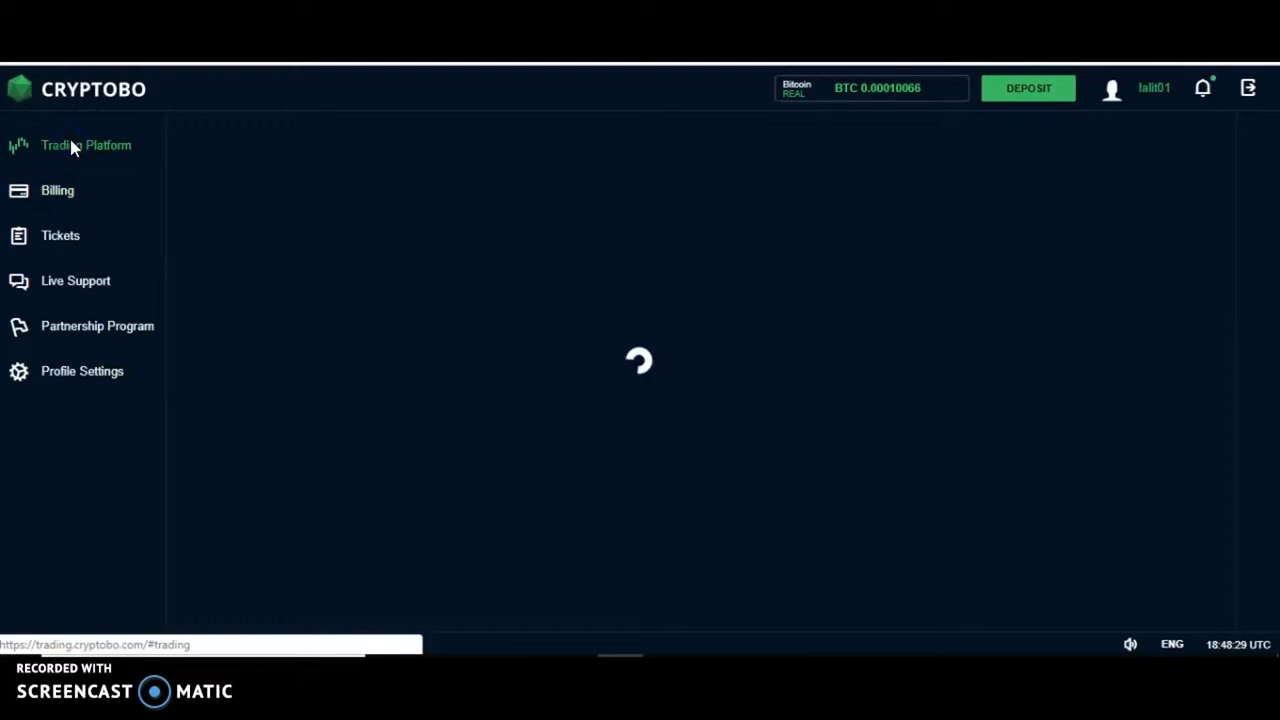 CRYPTOBO
Bitcoin
REAL
BTC 0.00010066
DEPOSIT
lalit01
Trading Platform
Billing
Tickets
Live Support
Partnership Program
Profile Settings
https://trading.cryptobo.com/#trading
ENG
18:48:29 UTC
RECORDED WITH
SCREENCAST MATIC